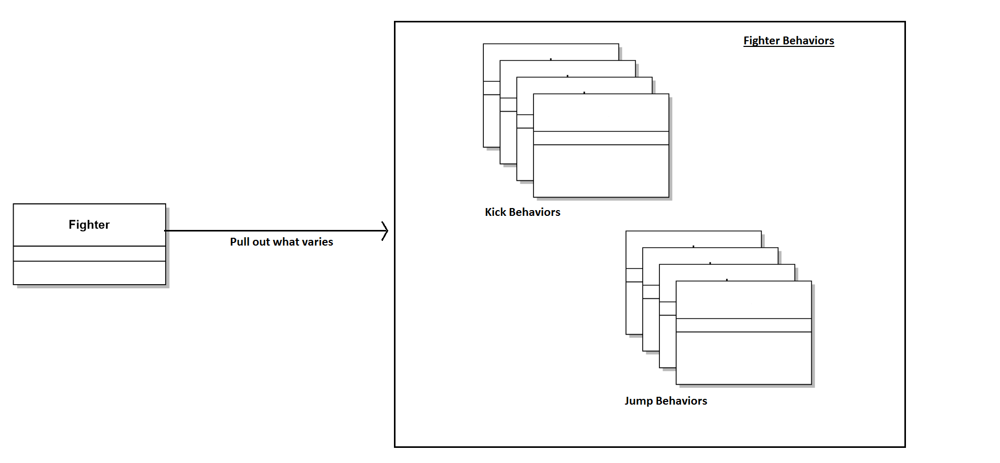 Fighter Behaviors
Kick Behaviors
Fighter
Pull out what varies
Jump Behaviors